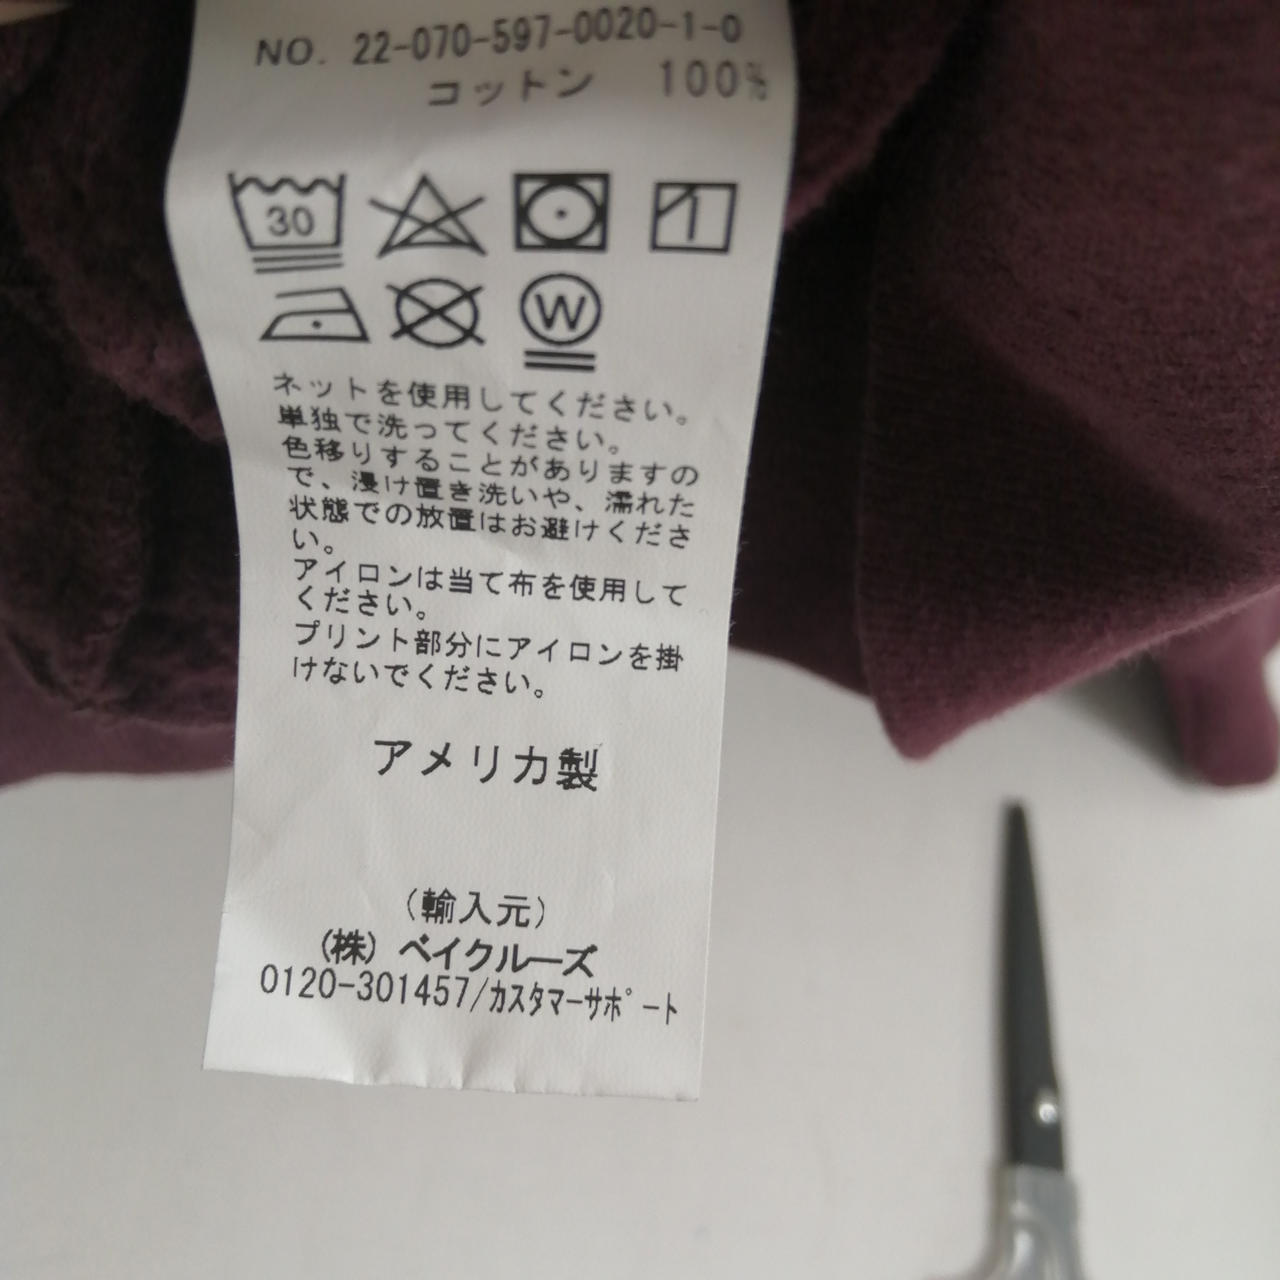 NO. 22-070-597-0020-1-0
コットン 100%
30
W
ネットを使用してください。
単独で洗ってください。
色移りすることがありますの
で、浸け置き洗いや、濡れた
状態での放置はお避けくださ
い。
アイロンは当て布を使用して
ください。
プリント部分にアイロンを掛
けないでください。
アメリカ製
(輸入元)
(株) ベイクルーズ
0120-301457/カスタマーサポート